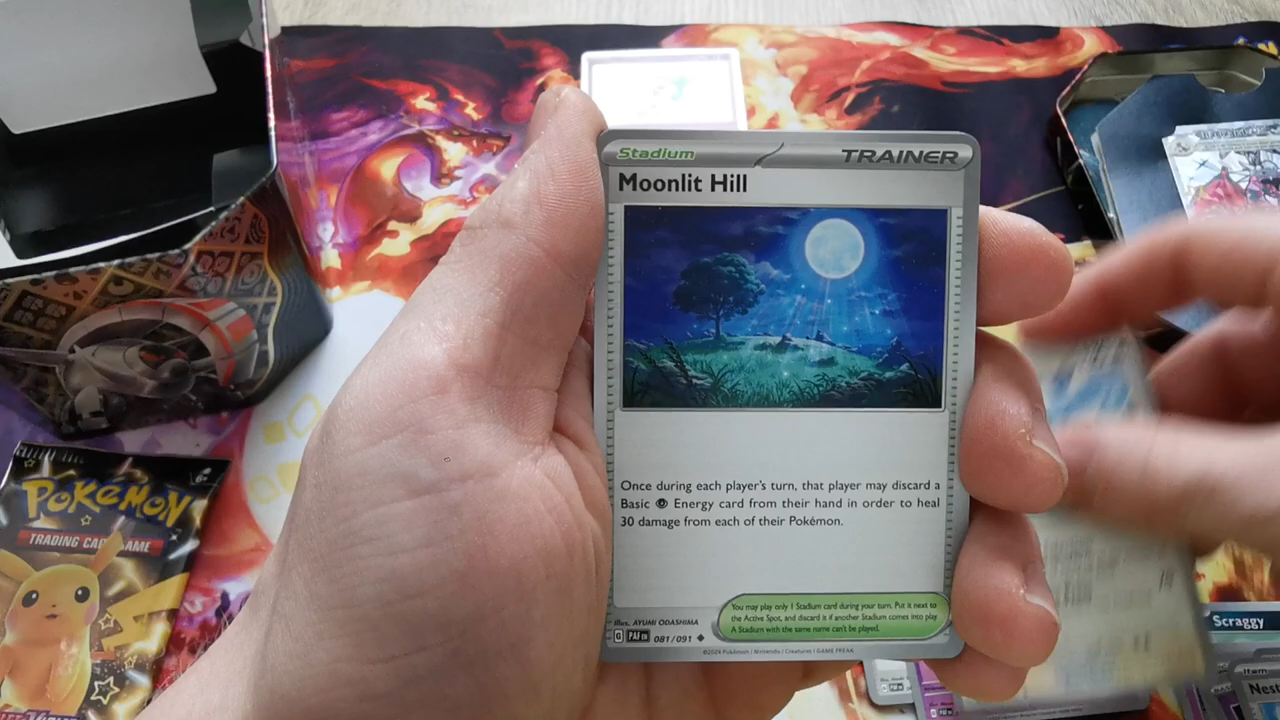 Stadium
TRAINER
Moonlit Hill
Once during each player's turn, that player may discard a
Basic Energy card from their hand in order to heal
30 damage from each of their Pokémon.
You may play only 1 Stadium card during your turn. Put it next to
the Active Spot, and discard it if another Stadium comes into play.
A Stadium with the same name can't be played.
Illus. AYUMI ODASHIMA
G PAF EN 081/091
©2024 Pokémon / Nintendo / Creatures / GAME FREAK
POKÉMON
TRADING CARD GAME
Scraggy
Item
Nest